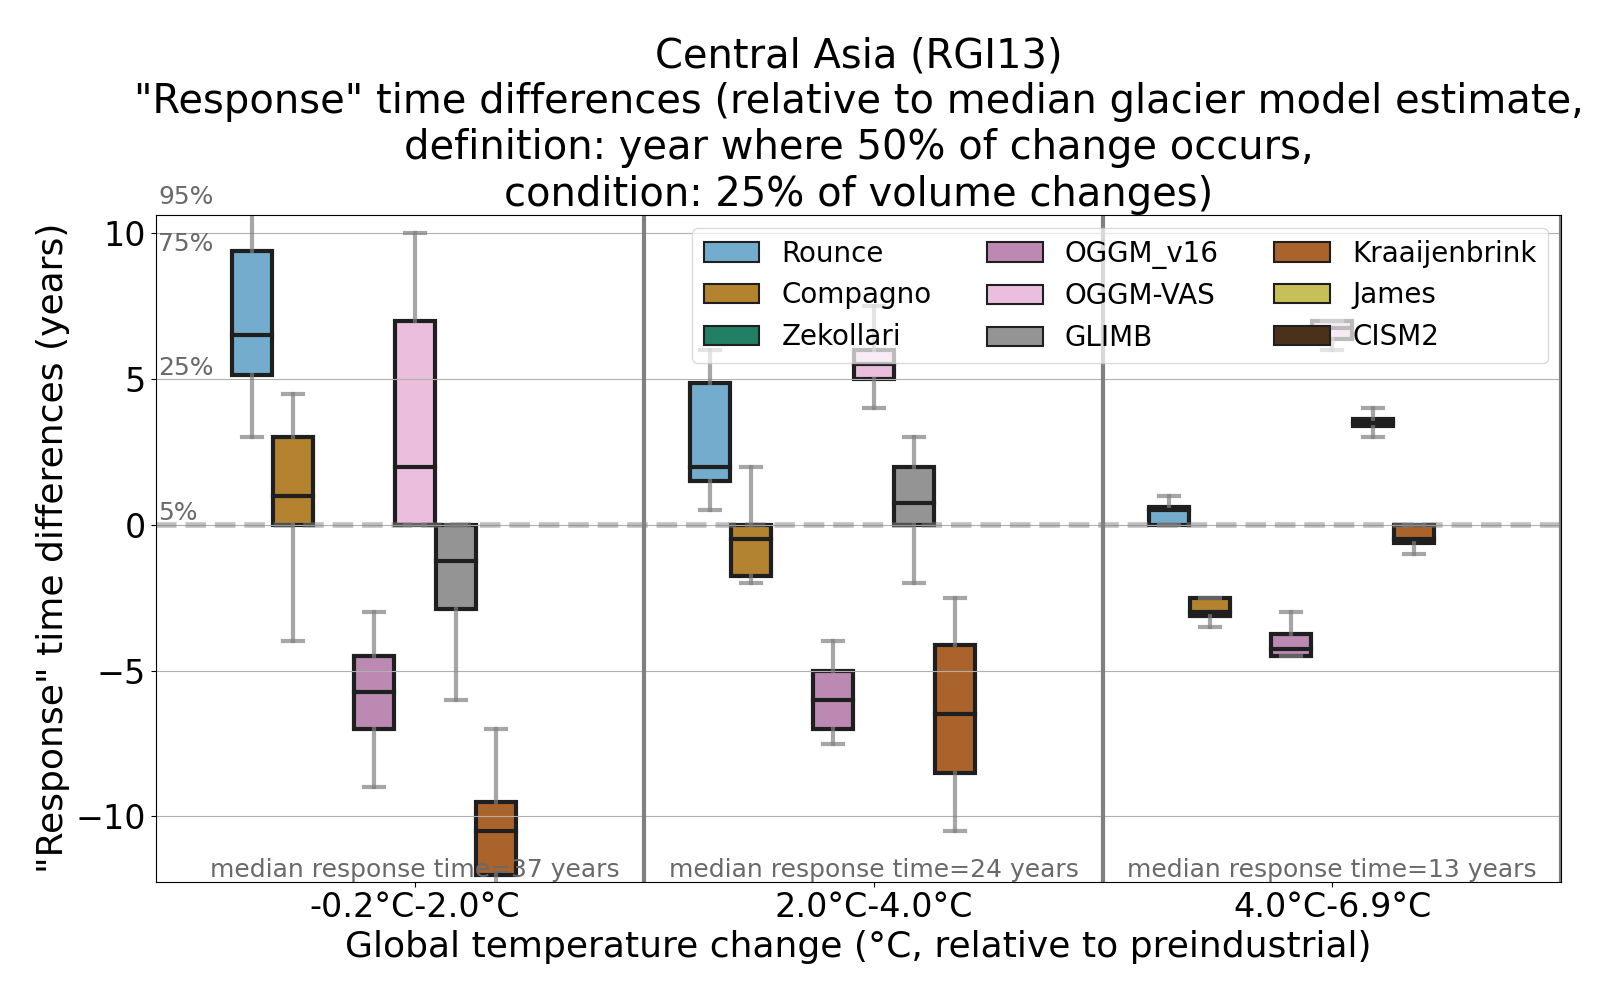 Central Asia (RGI13)
"Response" time differences (relative to median glacier model estimate,
definition: year where 50% of change occurs,
condition: 25% of volume changes)
95%
75%
25%
5%
10
5
0
−5
−10
"Response" time differences (years)
Rounce
Compagno
Zekollari
OGGM_v16
OGGM-VAS
GLIMB
Kraaijenbrink
James
CISM2
median response time=37 years
median response time=24 years
median response time=13 years
-0.2°C-2.0°C
2.0°C-4.0°C
4.0°C-6.9°C
Global temperature change (°C, relative to preindustrial)